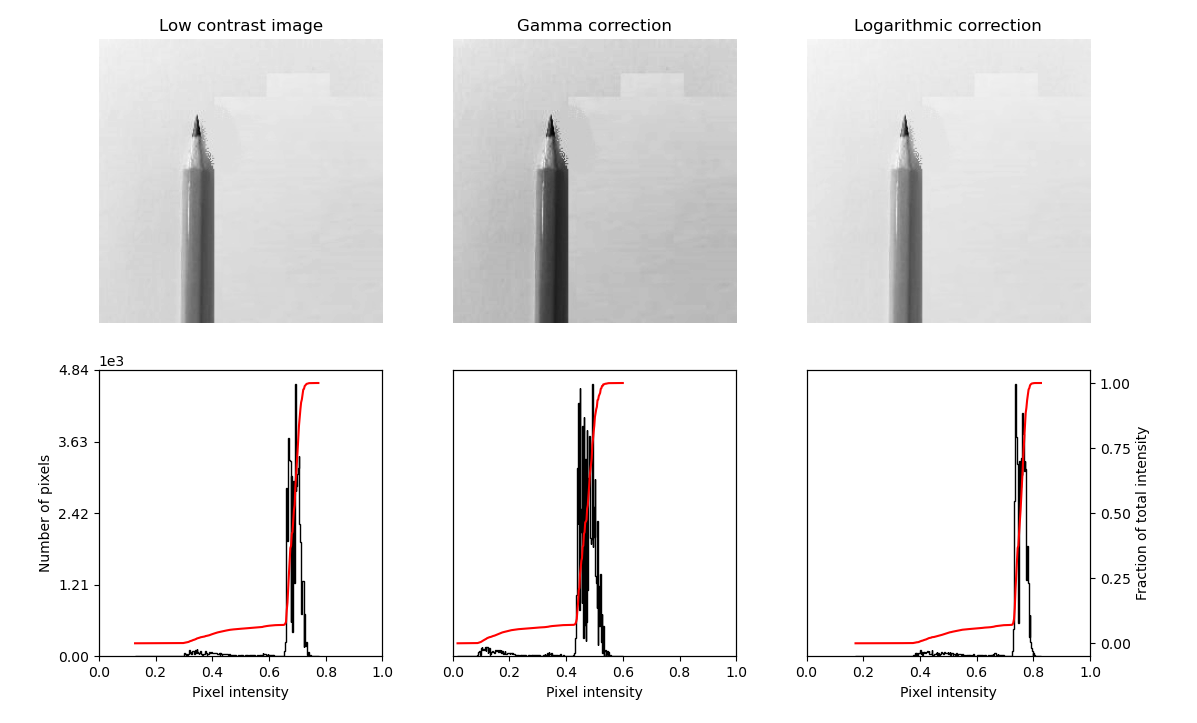 Low contrast image
Gamma correction
Logarithmic correction
1e3
4.84
3.63
2.42
1.21
0.00
Number of pixels
0.0 0.2 0.4 0.6 0.8 1.0
Pixel intensity
0.0 0.2 0.4 0.6 0.8 1.0
Pixel intensity
0.0 0.2 0.4 0.6 0.8 1.0
Pixel intensity
1.00
0.75
0.50
0.25
0.00
Fraction of total intensity